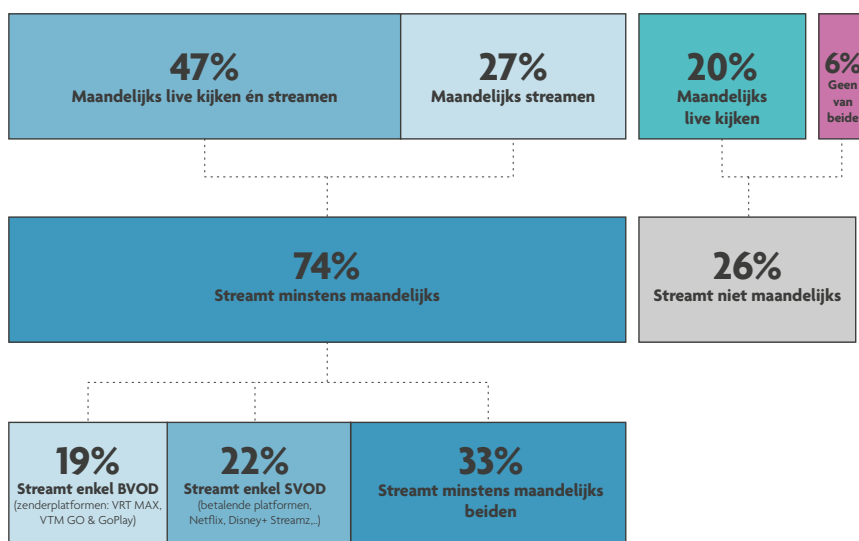 47%
Maandelijks live kijken én streamen
27%
Maandelijks streamen
20%
Maandelijks
live kijken
6%
Geen
van
beide
74%
Streamt minstens maandelijks
26%
Streamt niet maandelijks
19%
Streamt enkel BVOD
(zenderplatformen: VRT MAX,
VTM GO & GoPlay)
22%
Streamt enkel SVOD
(betalende platformen,
Netflix, Disney+ Streamz,..)
33%
Streamt minstens maandelijks
beiden